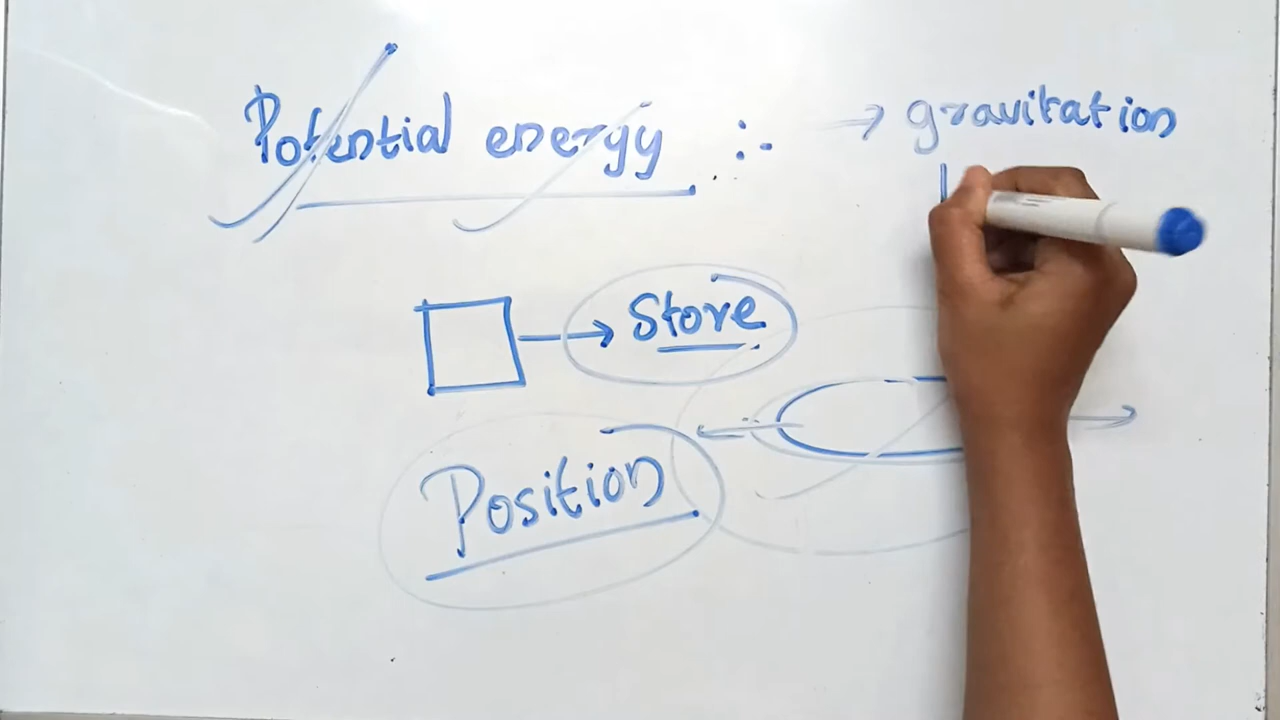 Potential energy :- → gravitation
→ Store
Position